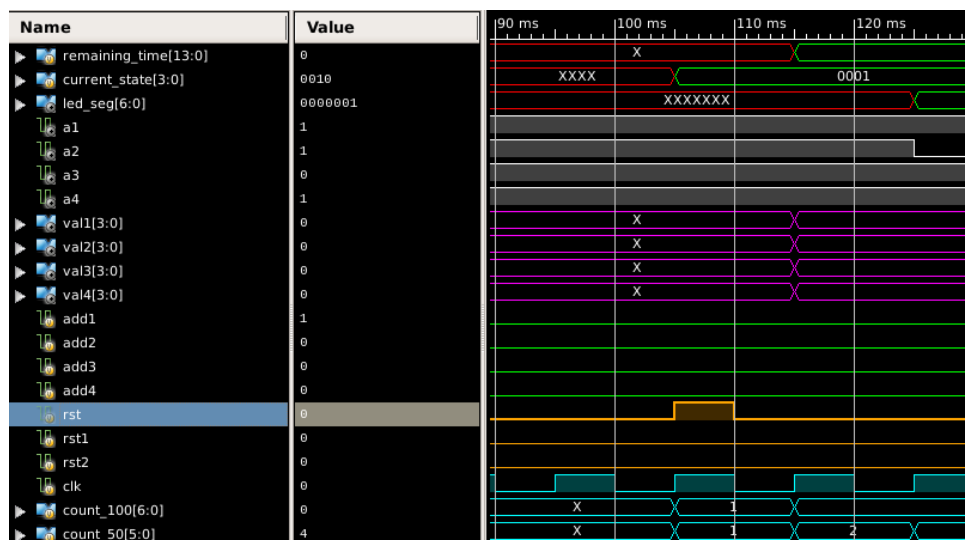 Name Value 90 ms 100 ms 110 ms 120 ms
remaining_time[13:0] 0 X
current_state[3:0] 0010 XXXX 0001
led_seg[6:0] 0000001 XXXXXXX
a1 1
a2 1
a3 0
a4 1
val1[3:0] 0 X
val2[3:0] 0 X
val3[3:0] 0 X
val4[3:0] 0 X
add1 1
add2 0
add3 0
add4 0
rst 0
rst1 0
rst2 0
clk 0
count_100[6:0] 0 X 1
count_50[5:0] 4 X 1 2